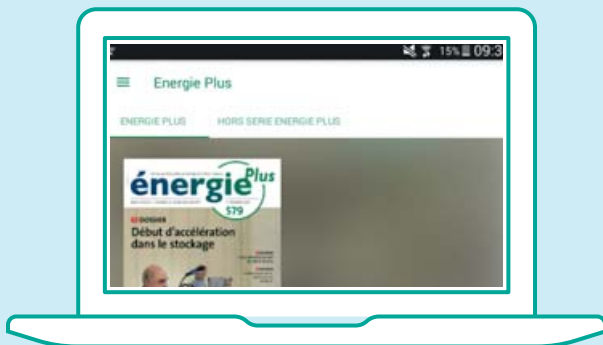 15% 09:3
Energie Plus
ENERGIE PLUS HORS SERIE ENERGIE PLUS
énergie Plus
579
DOSSIER
Début d'accélération
dans le stockage